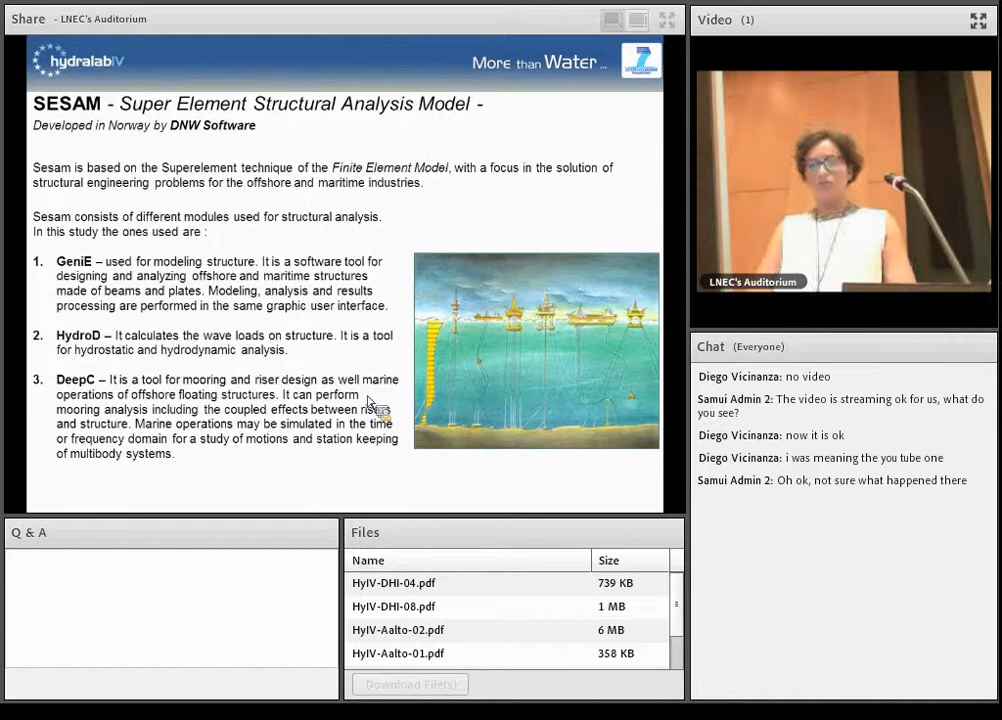 Share - LNEC's Auditorium
hydralabIV
More than Water...
7
SESAM - Super Element Structural Analysis Model -
Developed in Norway by DNW Software
Sesam is based on the Superelement technique of the Finite Element Model, with a focus in the solution of
structural engineering problems for the offshore and maritime industries.
Sesam consists of different modules used for structural analysis.
In this study the ones used are :
1. GeniE – used for modeling structure. It is a software tool for
designing and analyzing offshore and maritime structures
made of beams and plates. Modeling, analysis and results
processing are performed in the same graphic user interface.
2. HydroD – It calculates the wave loads on structure. It is a tool
for hydrostatic and hydrodynamic analysis.
3. DeepC – It is a tool for mooring and riser design as well marine
operations of offshore floating structures. It can perform
mooring analysis including the coupled effects between
and structure. Marine operations may be simulated in the time
or frequency domain for a study of motions and station keeping
of multibody systems.
Video (1)
LNEC's Auditorium
Chat (Everyone)
Diego Vicinanza: no video
Samui Admin 2: The video is streaming ok for us, what do
you see?
Diego Vicinanza: now it is ok
Diego Vicinanza: i was meaning the you tube one
Samui Admin 2: Oh ok, not sure what happened there
Q & A
Files
Name Size
HyIV-DHI-04.pdf 739 KB
HyIV-DHI-08.pdf 1 MB
HyIV-Aalto-02.pdf 6 MB
HyIV-Aalto-01.pdf 358 KB
Download File(s)